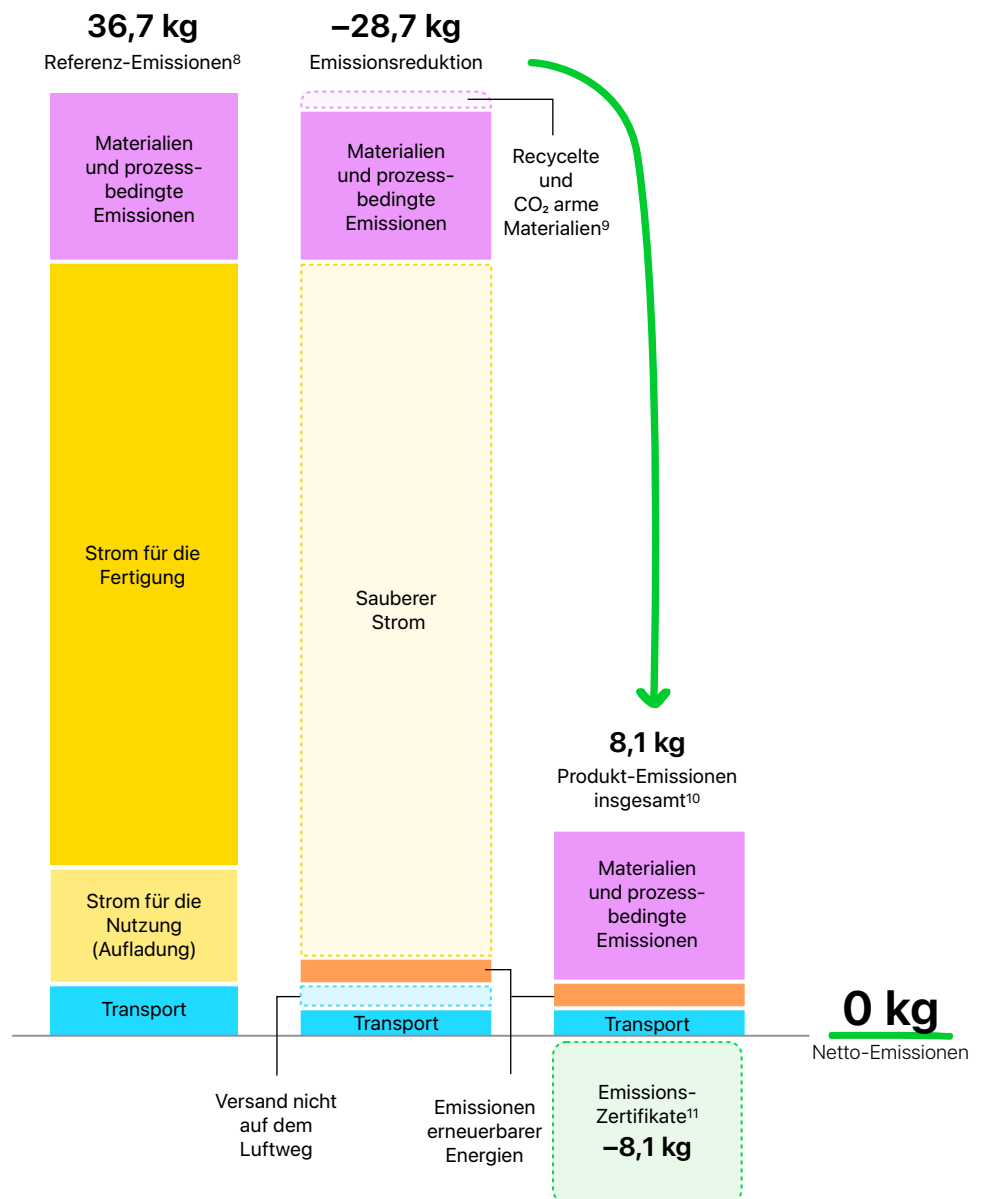 36,7 kg
Referenz-Emissionen⁸
Materialien
und prozess-
bedingte
Emissionen
Strom für die
Fertigung
Strom für die
Nutzung
(Aufladung)
Transport
–28,7 kg
Emissionsreduktion
Materialien
und prozess-
bedingte
Emissionen
Recycelte
und
CO₂ arme
Materialien⁹
Sauberer
Strom
Transport
Versand nicht
auf dem
Luftweg
Emissionen
erneuerbarer
Energien
8,1 kg
Produkt-Emissionen
insgesamt¹⁰
Materialien
und prozess-
bedingte
Emissionen
Transport
Emissions-
Zertifikate¹¹
–8,1 kg
0 kg
Netto-Emissionen